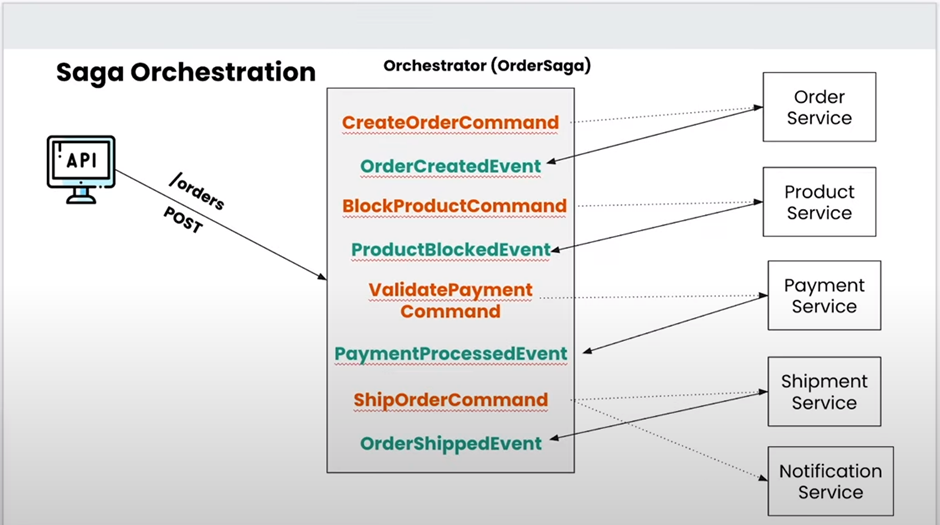 Saga Orchestration
Orchestrator (OrderSaga)
API
/orders
POST
CreateOrderCommand
OrderCreatedEvent
BlockProductCommand
ProductBlockedEvent
ValidatePayment
Command
PaymentProcessedEvent
ShipOrderCommand
OrderShippedEvent
Order
Service
Product
Service
Payment
Service
Shipment
Service
Notification
Service